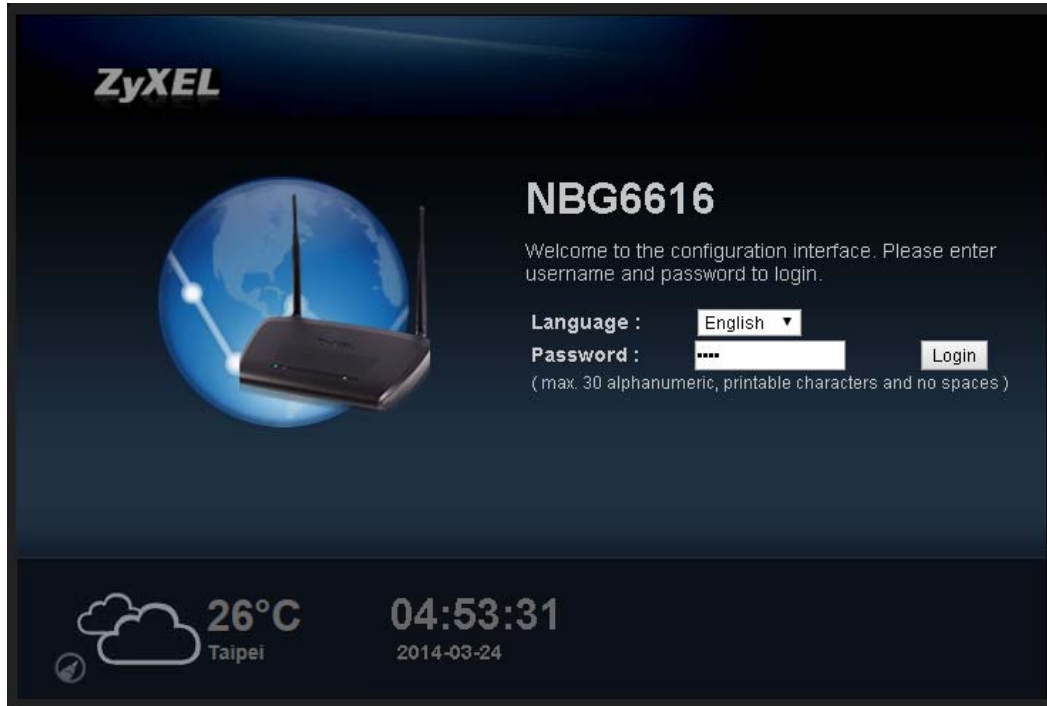 ZyXEL
NBG6616
Welcome to the configuration interface. Please enter
username and password to login.
Language :
English
Password :
••••
Login
( max. 30 alphanumeric, printable characters and no spaces )
26°C
Taipei
04:53:31
2014-03-24